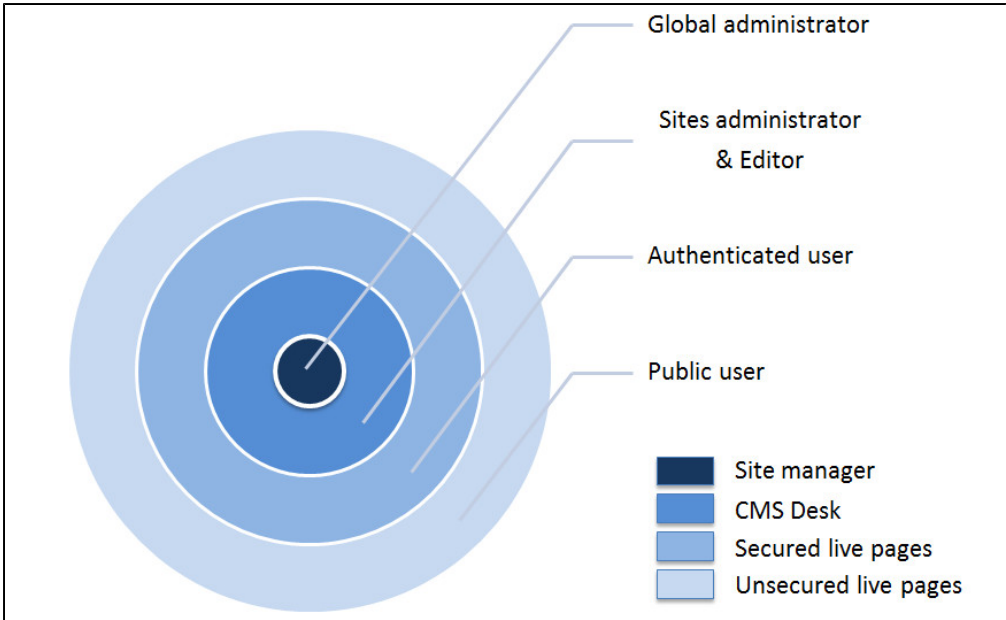 Global administrator
Sites administrator
& Editor
Authenticated user
Public user
Site manager
CMS Desk
Secured live pages
Unsecured live pages